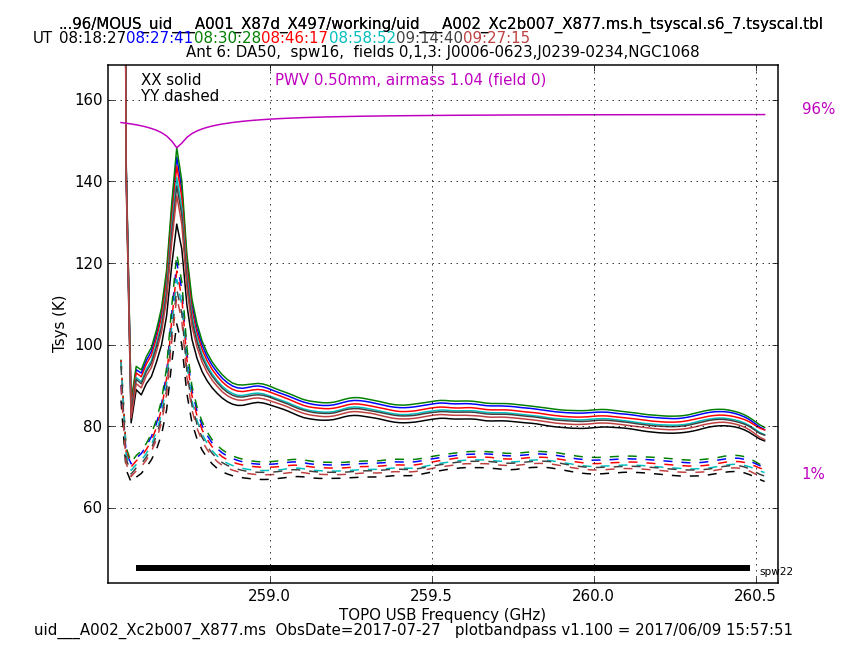 ...96/MOUS_uid___A001_X87d_X497/working/uid___A002_Xc2b007_X877.ms.h_tsyscal.s6_7.tsyscal.tbl
UT 08:18:27 08:27:41 08:30:28 08:46:17 08:58:52 09:14:40 09:27:15
Ant 6: DA50, spw16, fields 0,1,3: J0006-0623,J0239-0234,NGC1068
XX solid
YY dashed
PWV 0.50mm, airmass 1.04 (field 0)
160
140
120
100
80
60
Tsys (K)
96%
1%
spw22
259.0 259.5 260.0 260.5
TOPO USB Frequency (GHz)
uid___A002_Xc2b007_X877.ms ObsDate=2017-07-27 plotbandpass v1.100 = 2017/06/09 15:57:51